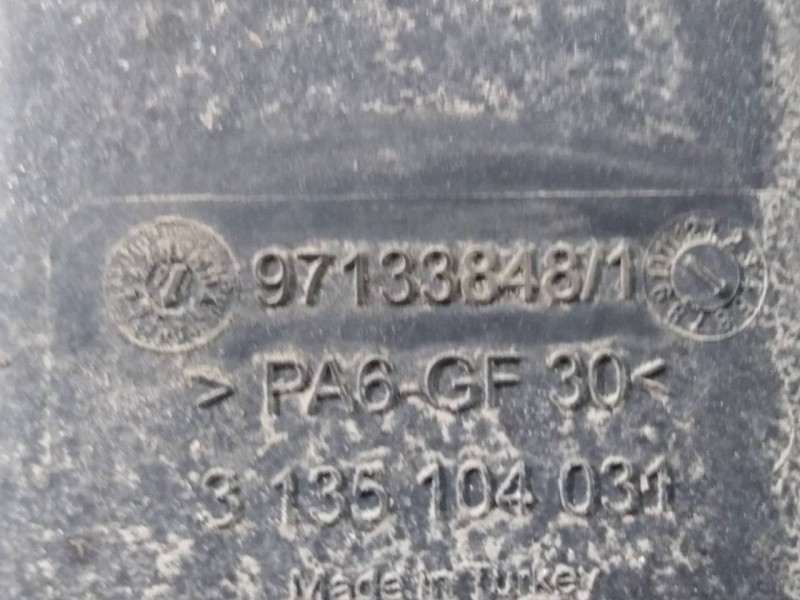 97133848/1
> PA6-GF 30<
3 135 104 031
Made in Turkey